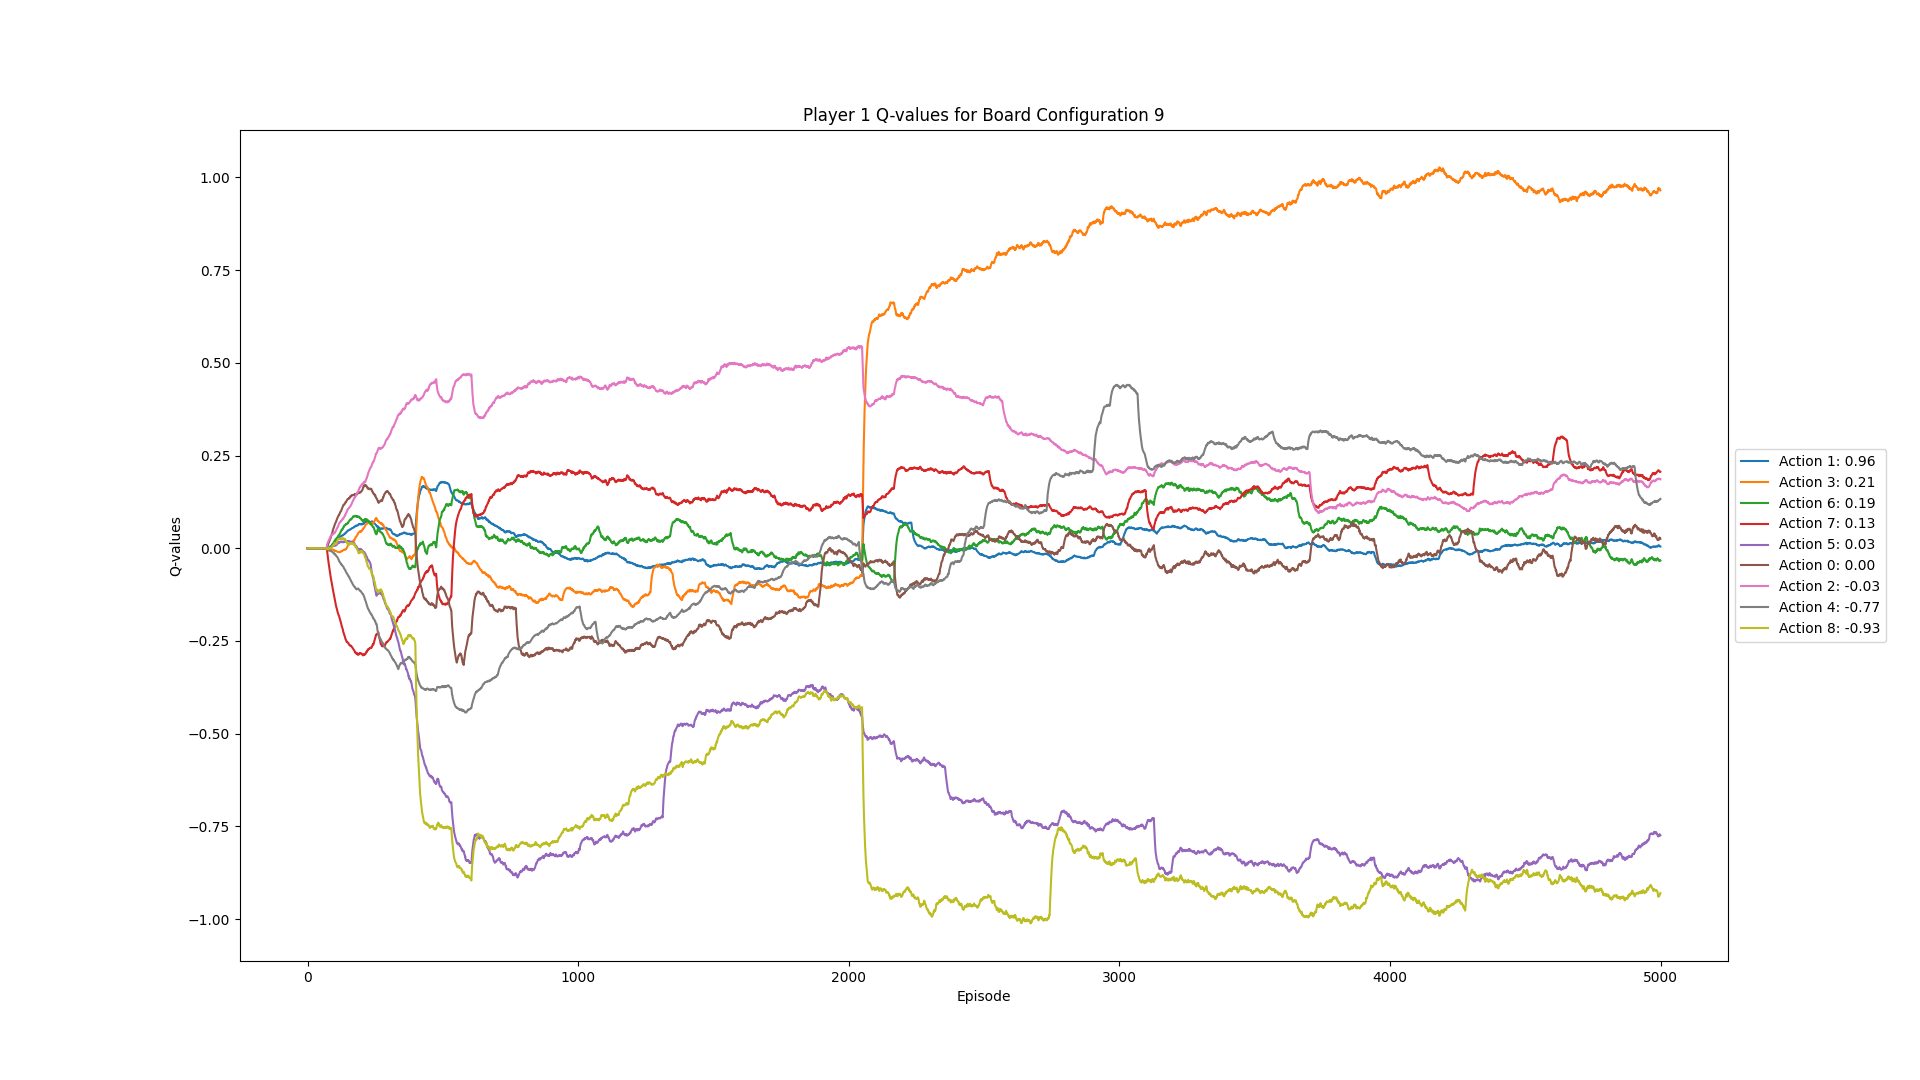 Player 1 Q-values for Board Configuration 9
1.00
0.75
0.50
0.25
0.00
−0.25
−0.50
−0.75
−1.00
Q-values
0 1000 2000 3000 4000 5000
Episode
Action 1: 0.96
Action 3: 0.21
Action 6: 0.19
Action 7: 0.13
Action 5: 0.03
Action 0: 0.00
Action 2: -0.03
Action 4: -0.77
Action 8: -0.93